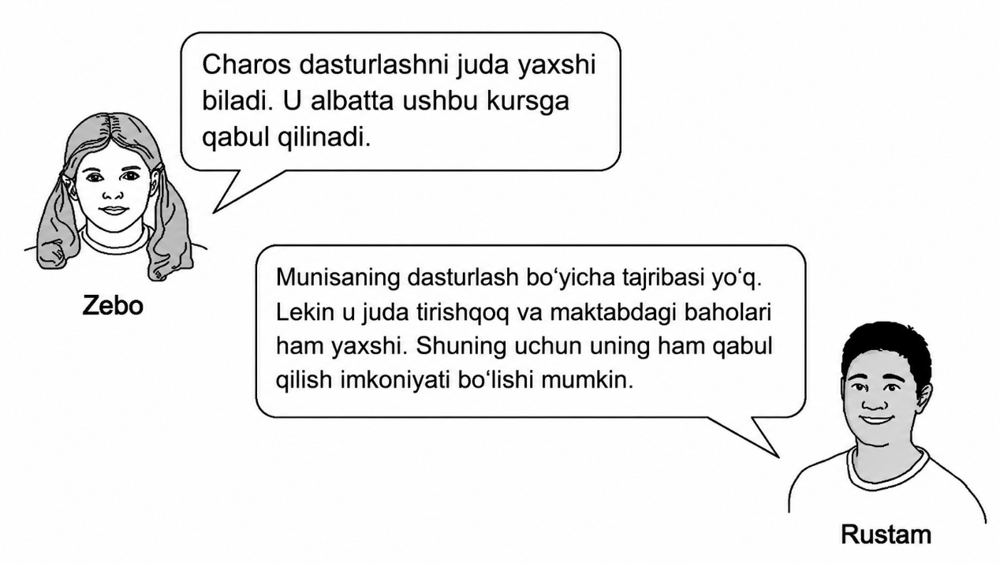 Charos dasturlashni juda yaxshi
biladi. U albatta ushbu kursga
qabul qilinadi.
Zebo
Munisaning dasturlash bo‘yicha tajribasi yo‘q.
Lekin u juda tirishqoq va maktabdagi baholari
ham yaxshi. Shuning uchun uning ham qabul
qilish imkoniyati bo‘lishi mumkin.
Rustam